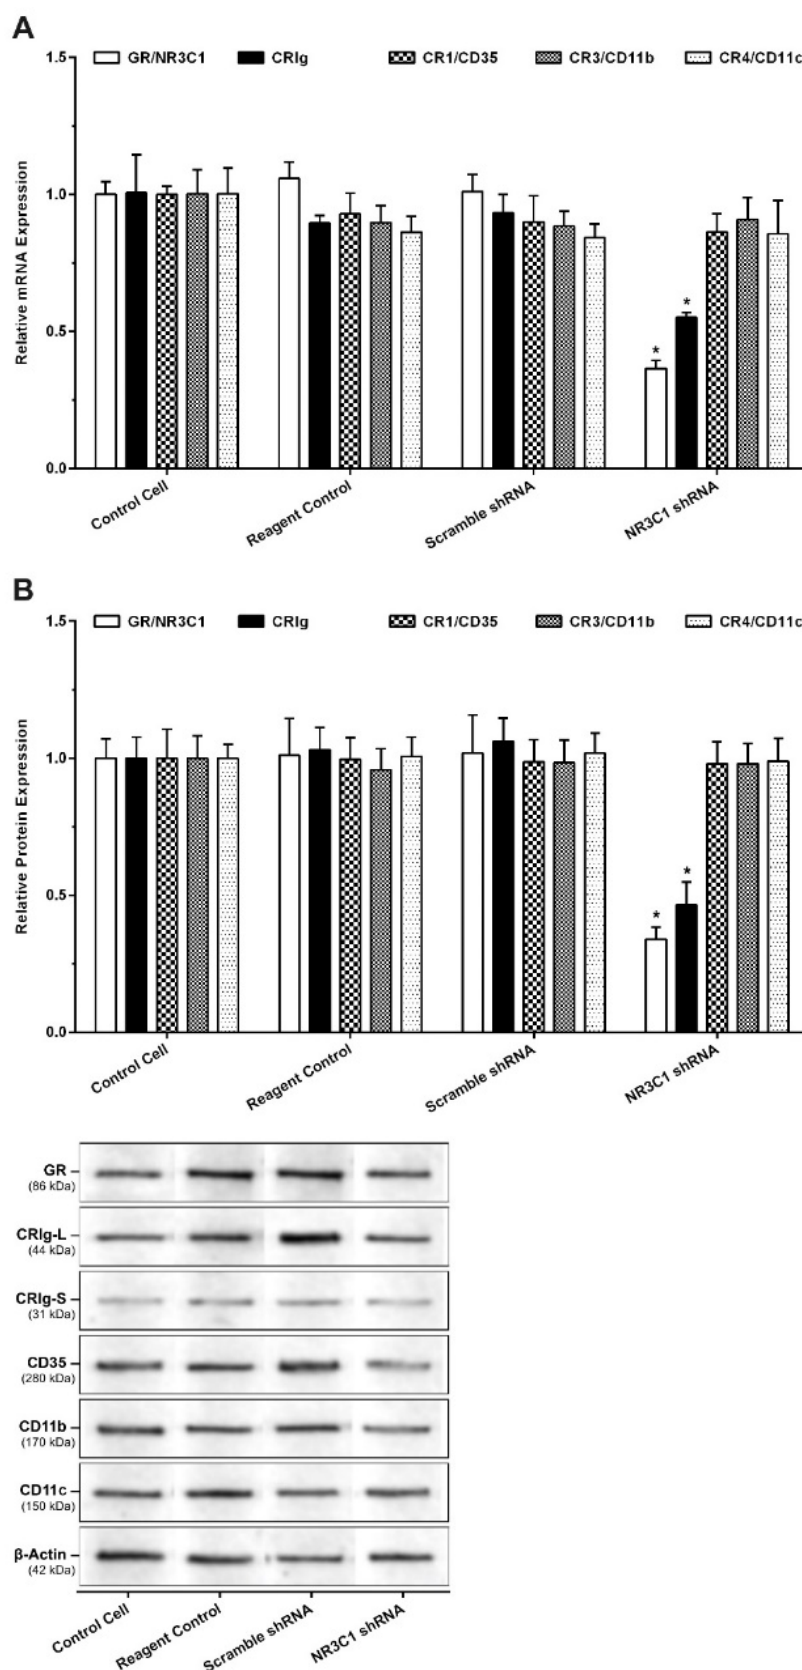 A
1.5
GR/NR3C1 CRIg CR1/CD35 CR3/CD11b CR4/CD11c
Relative mRNA Expression
1.0
0.5
* *
0.0
Control Cell Reagent Control Scramble shRNA NR3C1 shRNA
B
1.5
GR/NR3C1 CRIg CR1/CD35 CR3/CD11b CR4/CD11c
Relative Protein Expression
1.0
0.5
* *
0.0
Control Cell Reagent Control Scramble shRNA NR3C1 shRNA
GR
(86 kDa)
CRIg-L
(44 kDa)
CRIg-S
(31 kDa)
CD35
(280 kDa)
CD11b
(170 kDa)
CD11c
(150 kDa)
β-Actin
(42 kDa)
Control Cell Reagent Control Scramble shRNA NR3C1 shRNA